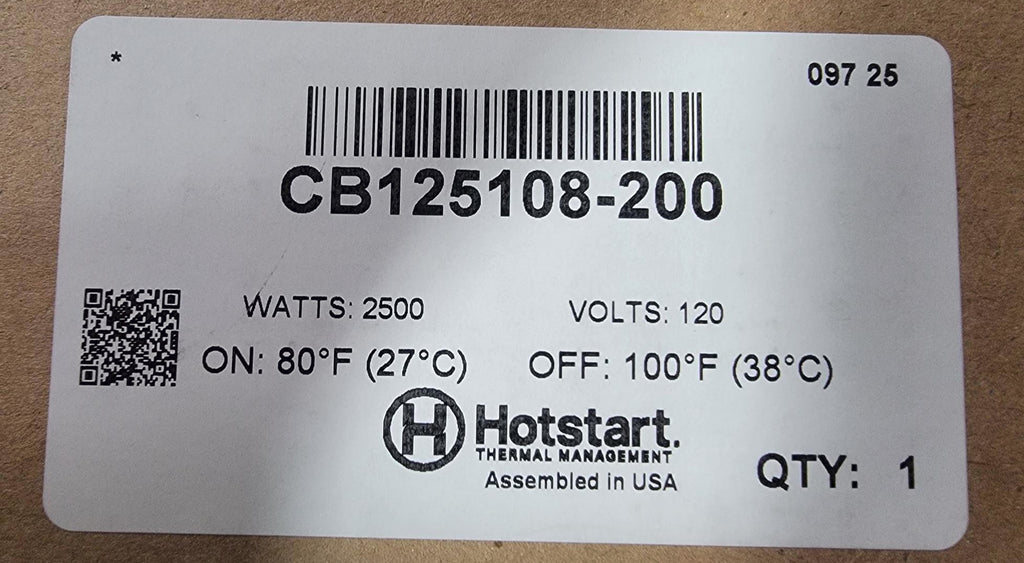 *
097 25
CB125108-200
WATTS: 2500 VOLTS: 120
ON: 80°F (27°C) OFF: 100°F (38°C)
H Hotstart.
THERMAL MANAGEMENT
Assembled in USA
QTY: 1